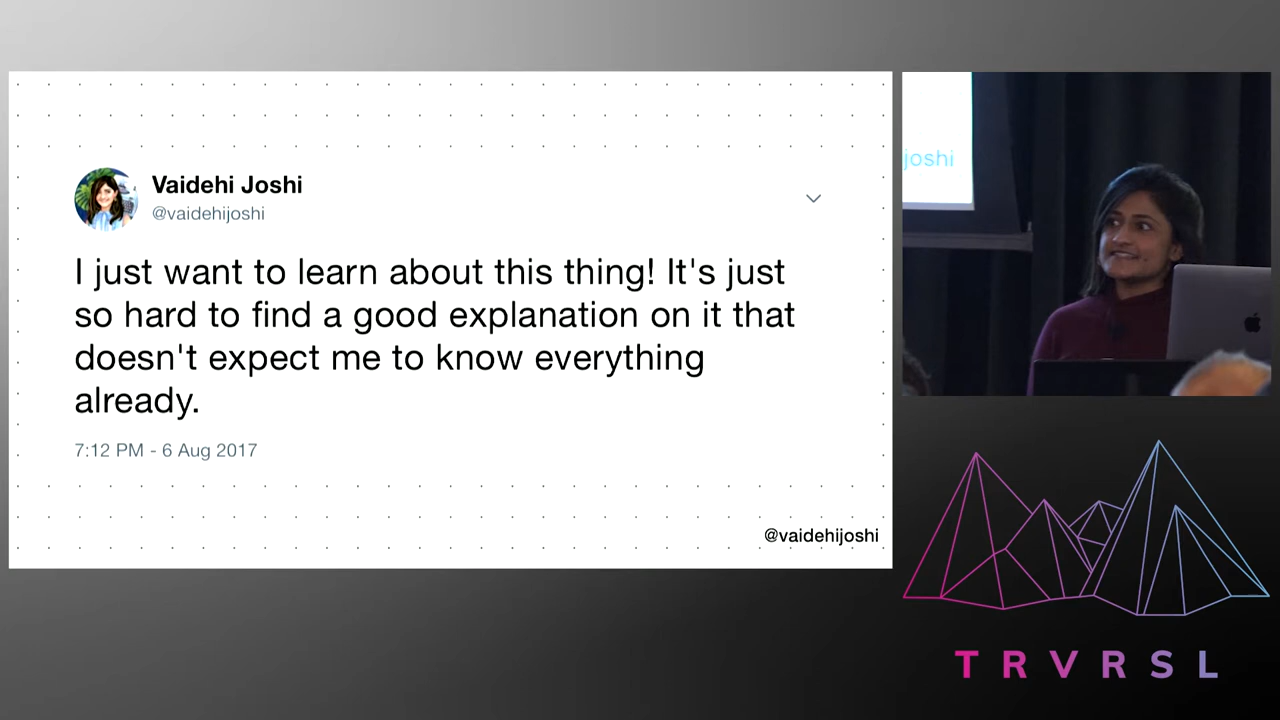 Vaidehi Joshi
@vaidehijoshi
I just want to learn about this thing! It's just
so hard to find a good explanation on it that
doesn't expect me to know everything
already.
7:12 PM - 6 Aug 2017
@vaidehijoshi
joshi
TRVRSL